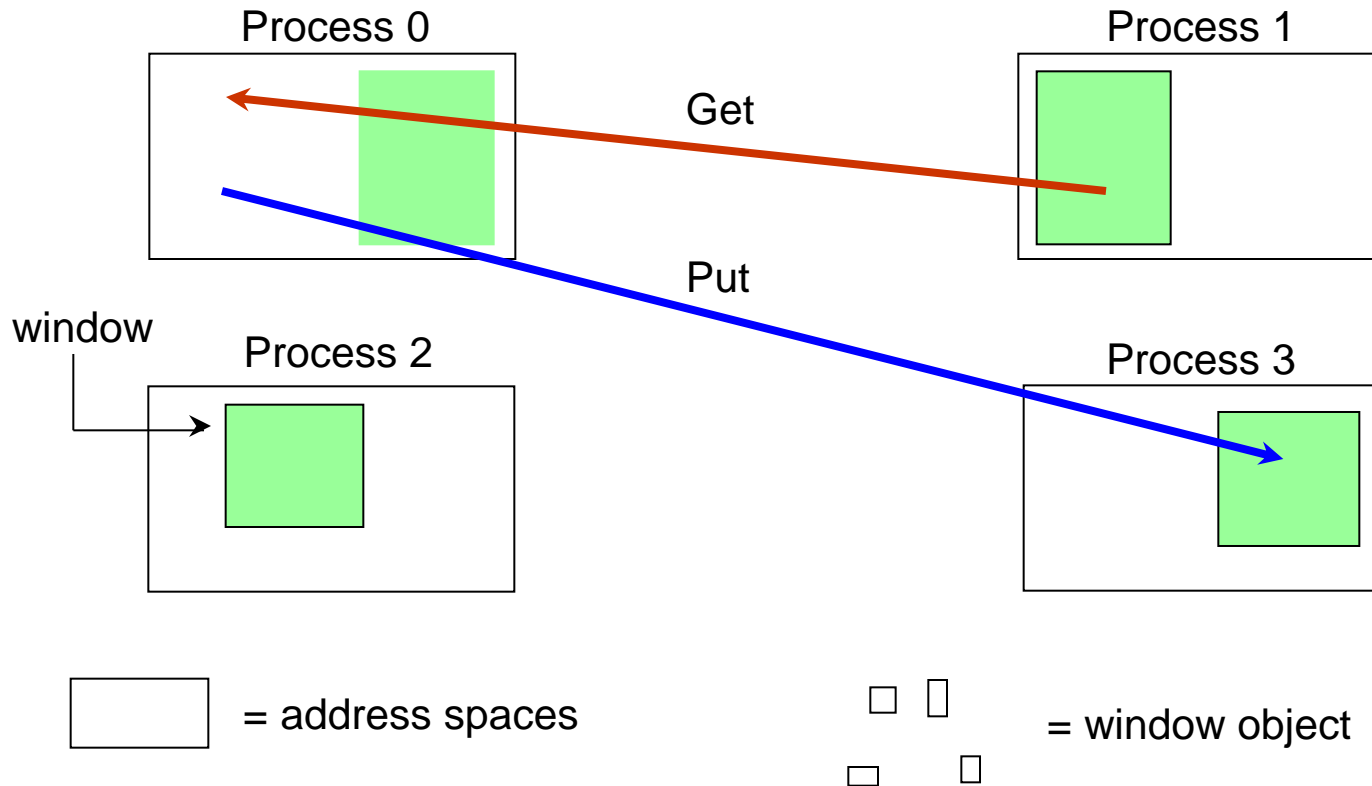 Process 0
Process 1
Get
Put
window
Process 2
Process 3
= address spaces
= window object